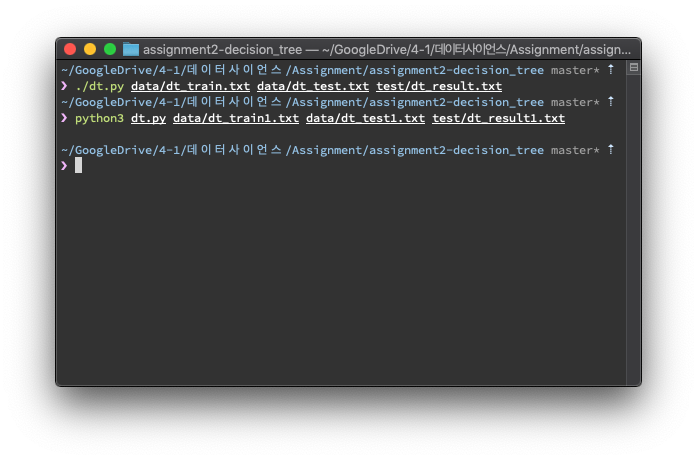 assignment2-decision_tree — ~/GoogleDrive/4-1/데이터사이언스/Assignment/assign...
~/GoogleDrive/4-1/데이터사이언스/Assignment/assignment2-decision_tree master* ⇡
❯ ./dt.py data/dt_train.txt data/dt_test.txt test/dt_result.txt
~/GoogleDrive/4-1/데이터사이언스/Assignment/assignment2-decision_tree master* ⇡
❯ python3 dt.py data/dt_train1.txt data/dt_test1.txt test/dt_result1.txt
~/GoogleDrive/4-1/데이터사이언스/Assignment/assignment2-decision_tree master* ⇡
❯